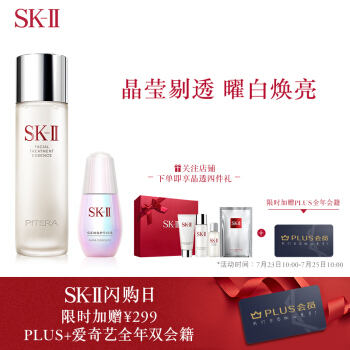 SK-II
晶莹剔透 曜白焕亮
SK-II
FACIAL
TREATMENT
ESSENCE
PITERA
SK-II
GENOPTICS
关注店铺
下单即享晶透四件礼
限时加赠PLUS全年会籍
SK-II
PLUS会员
*活动时间:7月23日10:00-7月25日10:00
SK-II闪购日
限时加赠¥299
PLUS+爱奇艺全年双会籍
PLUS会员